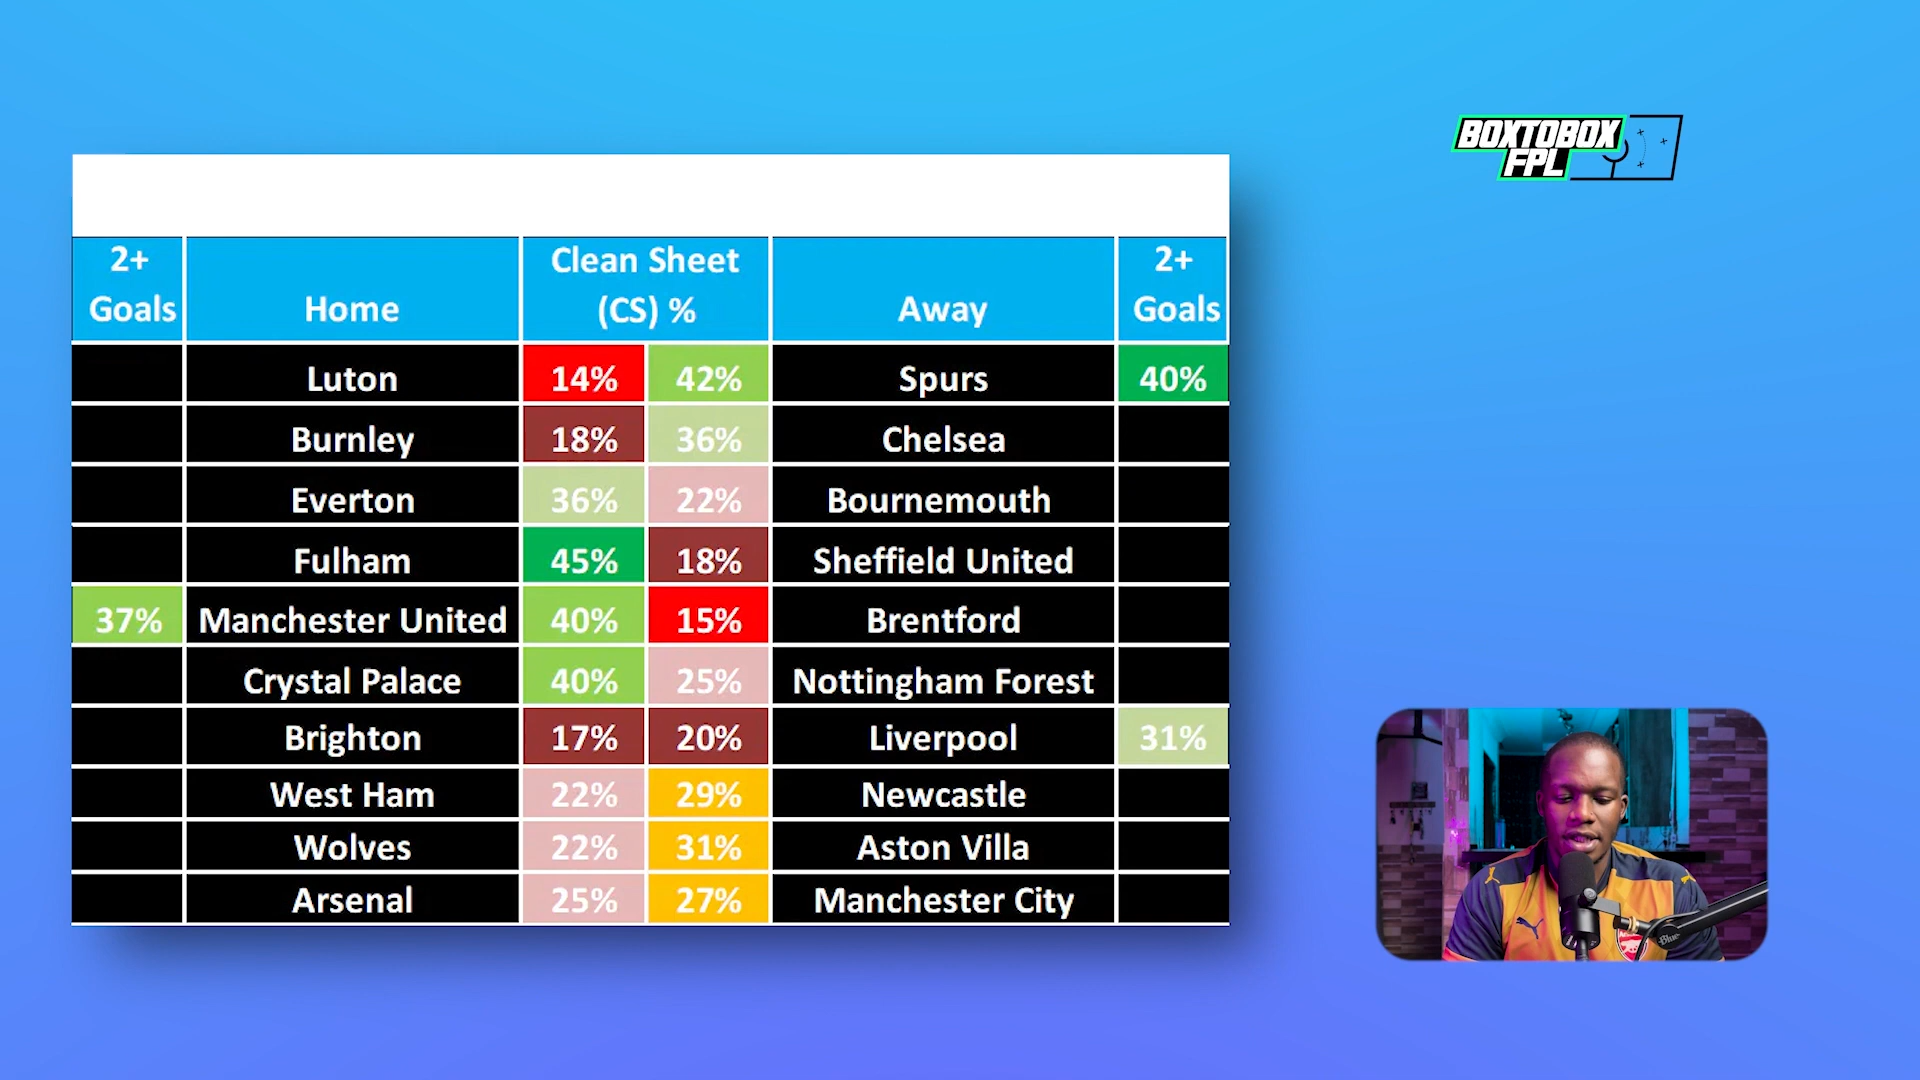 BOXTOBOX
FPL
2+ Goals Home Clean Sheet (CS) % Away 2+ Goals
Luton 14% 42% Spurs 40%
Burnley 18% 36% Chelsea
Everton 36% 22% Bournemouth
Fulham 45% 18% Sheffield United
37% Manchester United 40% 15% Brentford
Crystal Palace 40% 25% Nottingham Forest
Brighton 17% 20% Liverpool 31%
West Ham 22% 29% Newcastle
Wolves 22% 31% Aston Villa
Arsenal 25% 27% Manchester City
Blue